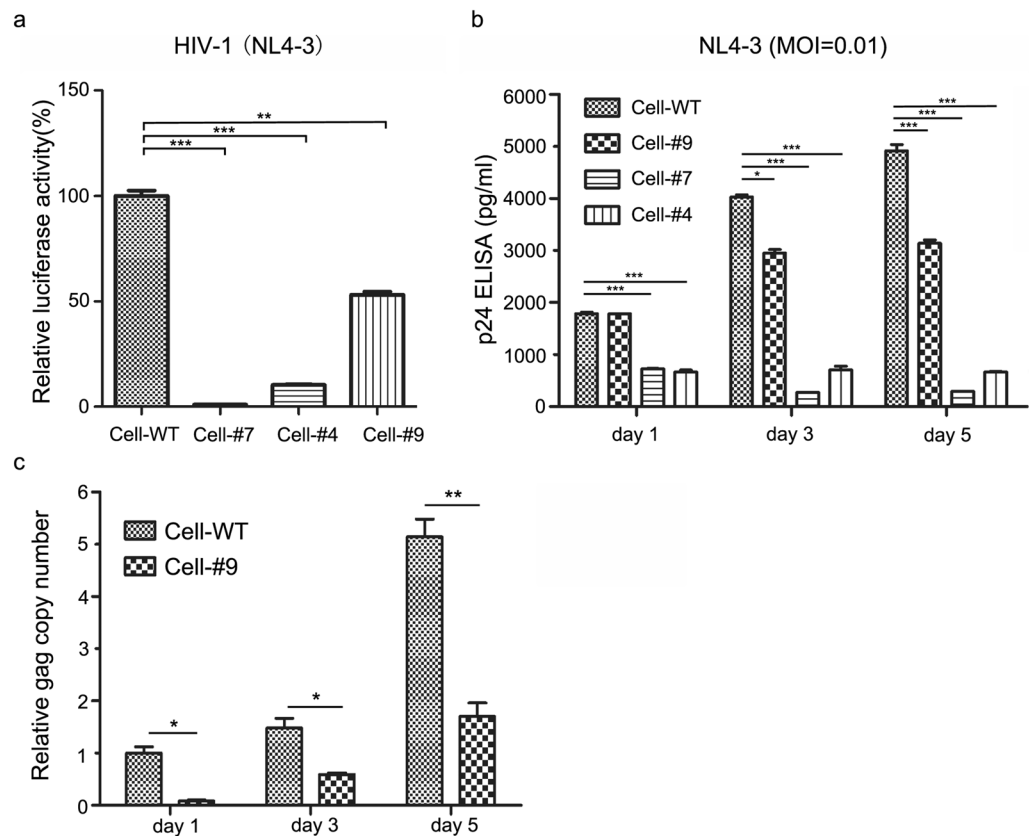 a
HIV-1（NL4-3）
Relative luciferase activity(%)
150
100
50
0
**
***
***
Cell-WT
Cell-#7
Cell-#4
Cell-#9
b
NL4-3 (MOI=0.01)
p24 ELISA (pg/ml)
6000
5000
4000
3000
2000
1000
0
Cell-WT
Cell-#9
Cell-#7
Cell-#4
***
***
***
***
*
***
***
***
day 1
day 3
day 5
c
Relative gag copy number
6
5
4
3
2
1
0
Cell-WT
Cell-#9
*
*
**
day 1
day 3
day 5